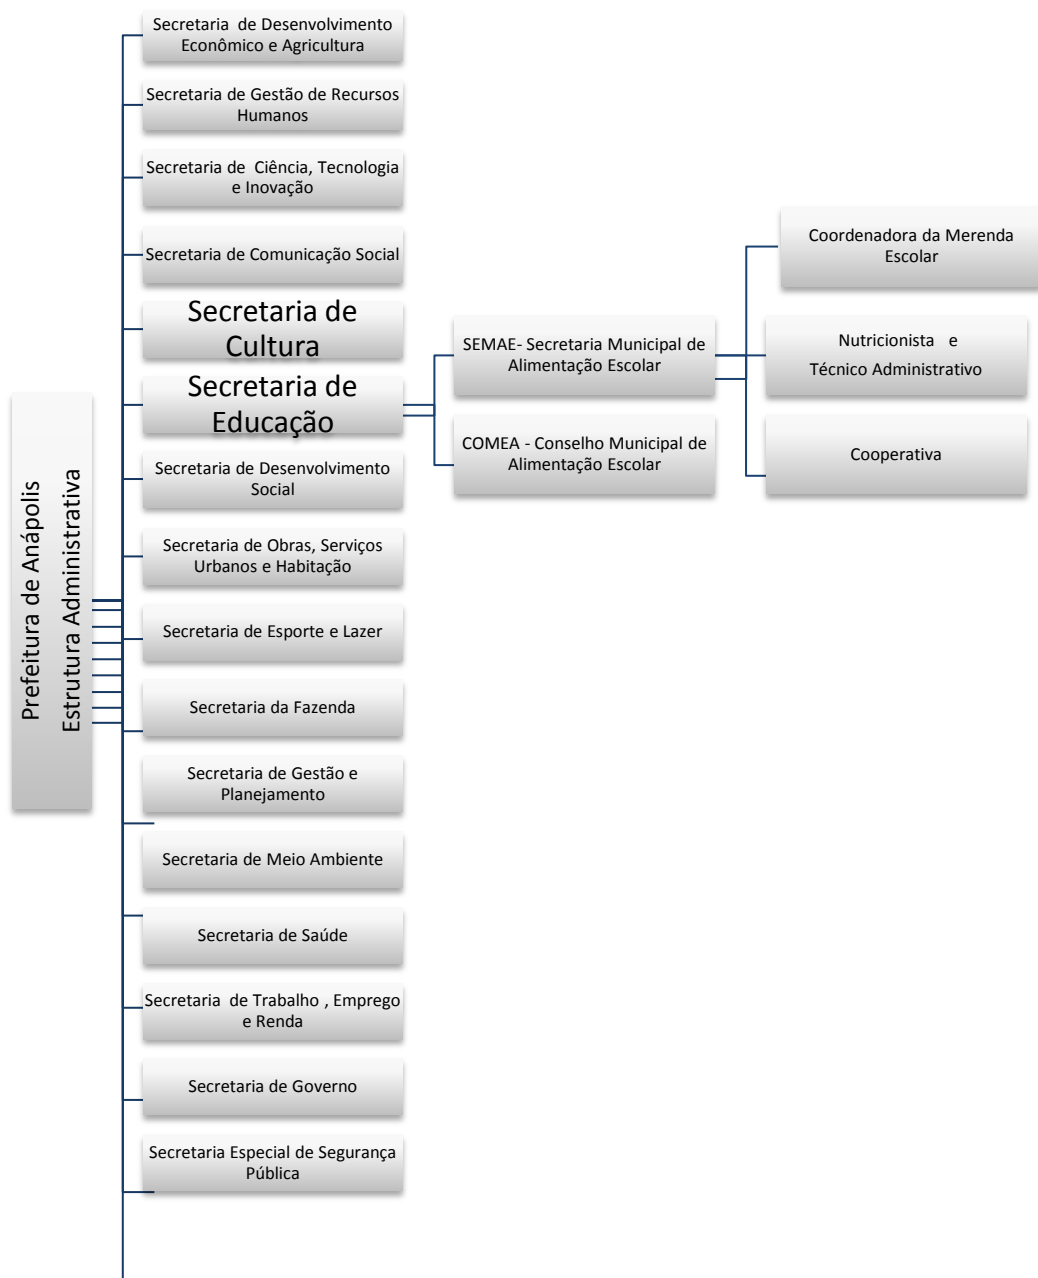 Prefeitura de Anápolis
Estrutura Administrativa
Secretaria de Desenvolvimento
Econômico e Agricultura
Secretaria de Gestão de Recursos
Humanos
Secretaria de Ciência, Tecnologia
e Inovação
Secretaria de Comunicação Social
Secretaria de
Cultura
Secretaria de
Educação
Secretaria de Desenvolvimento
Social
Secretaria de Obras, Serviços
Urbanos e Habitação
Secretaria de Esporte e Lazer
Secretaria da Fazenda
Secretaria de Gestão e
Planejamento
Secretaria de Meio Ambiente
Secretaria de Saúde
Secretaria de Trabalho , Emprego
e Renda
Secretaria de Governo
Secretaria Especial de Segurança
Pública
SEMAE- Secretaria Municipal de
Alimentação Escolar
COMEA - Conselho Municipal de
Alimentação Escolar
Coordenadora da Merenda
Escolar
Nutricionista e
Técnico Administrativo
Cooperativa